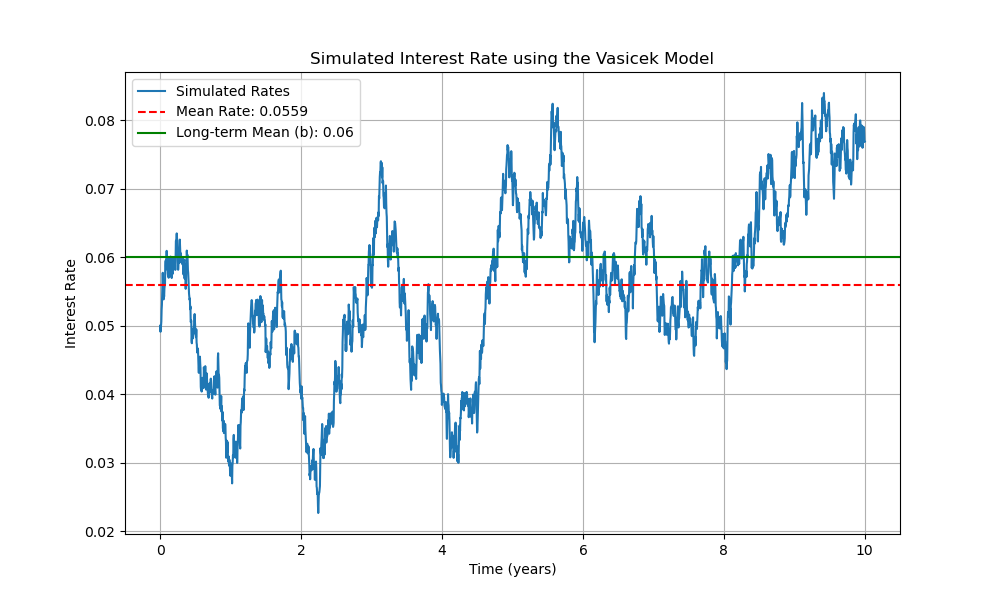 Simulated Interest Rate using the Vasicek Model
Simulated Rates
Mean Rate: 0.0559
Long-term Mean (b): 0.06
Interest Rate
0.08
0.07
0.06
0.05
0.04
0.03
0.02
0 2 4 6 8 10
Time (years)